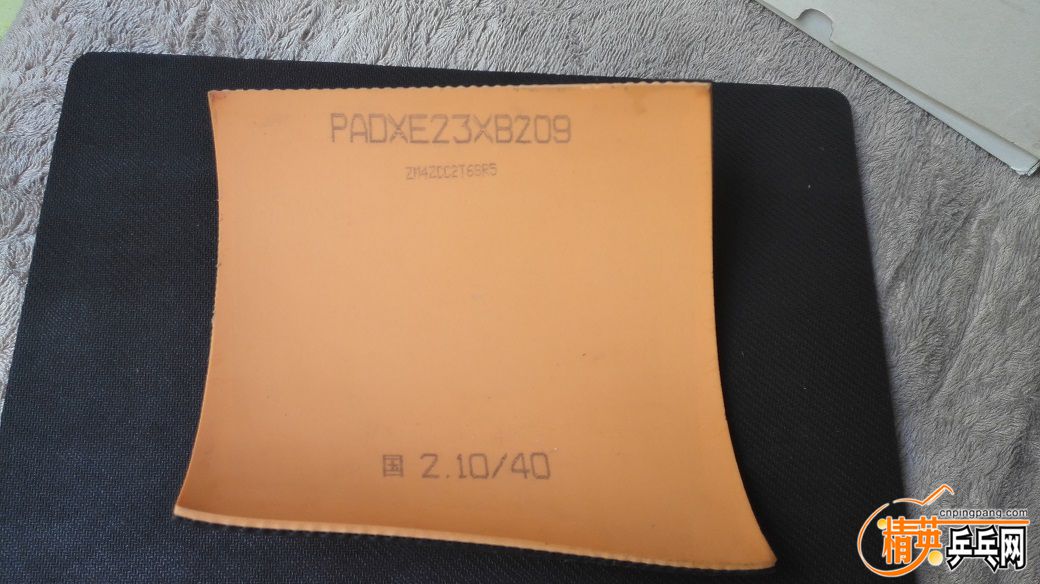 PADXE23XB209
ZM4ZCC2T6SR5
国 2.10/40
cnpingpang.com
精英乒乓网